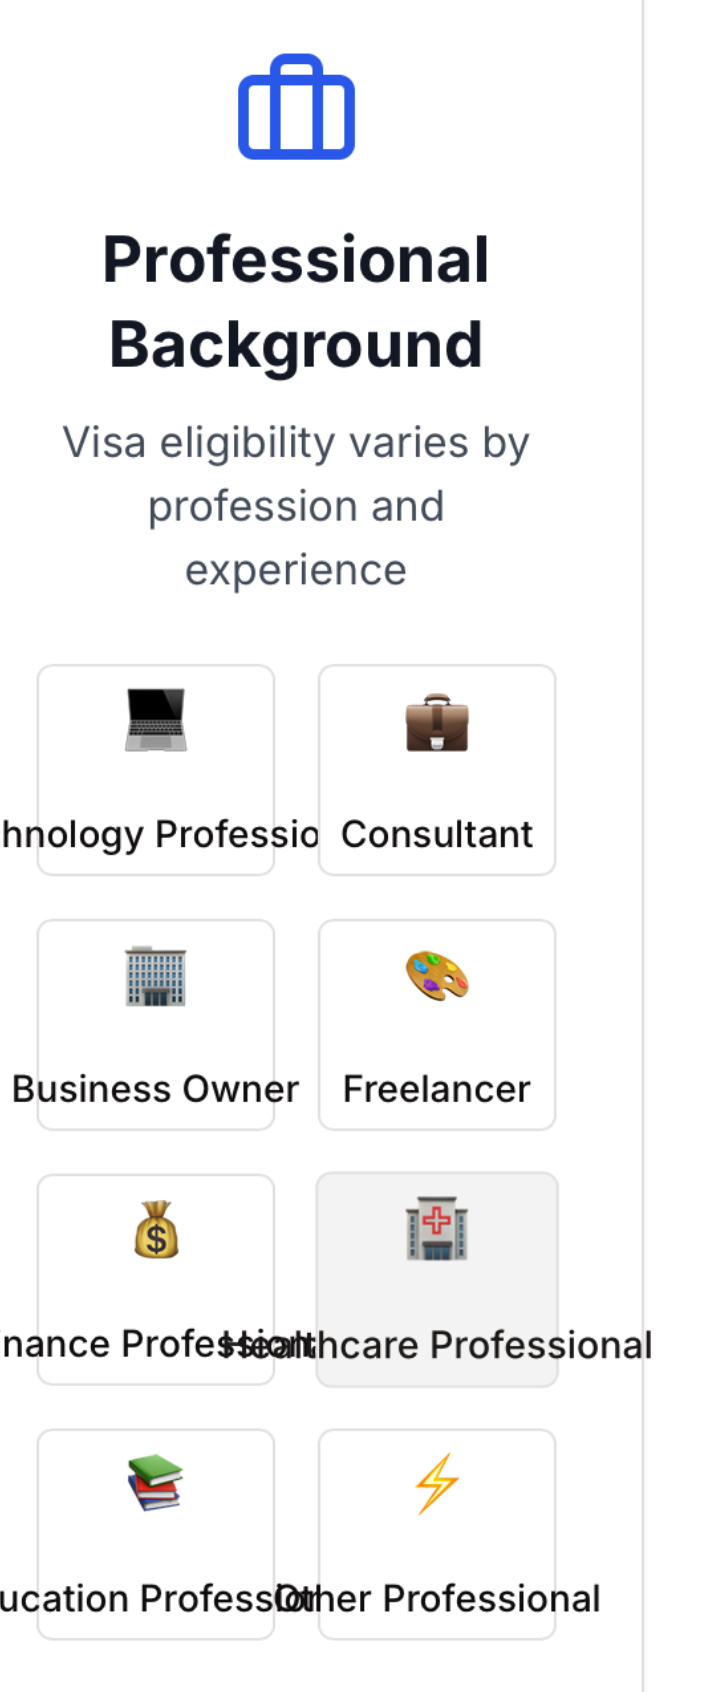 Professional
Background
Visa eligibility varies by
profession and
experience
hnology Professio
Consultant
Business Owner
Freelancer
nance Profession
Healthcare Professional
ucation Profession
Other Professional